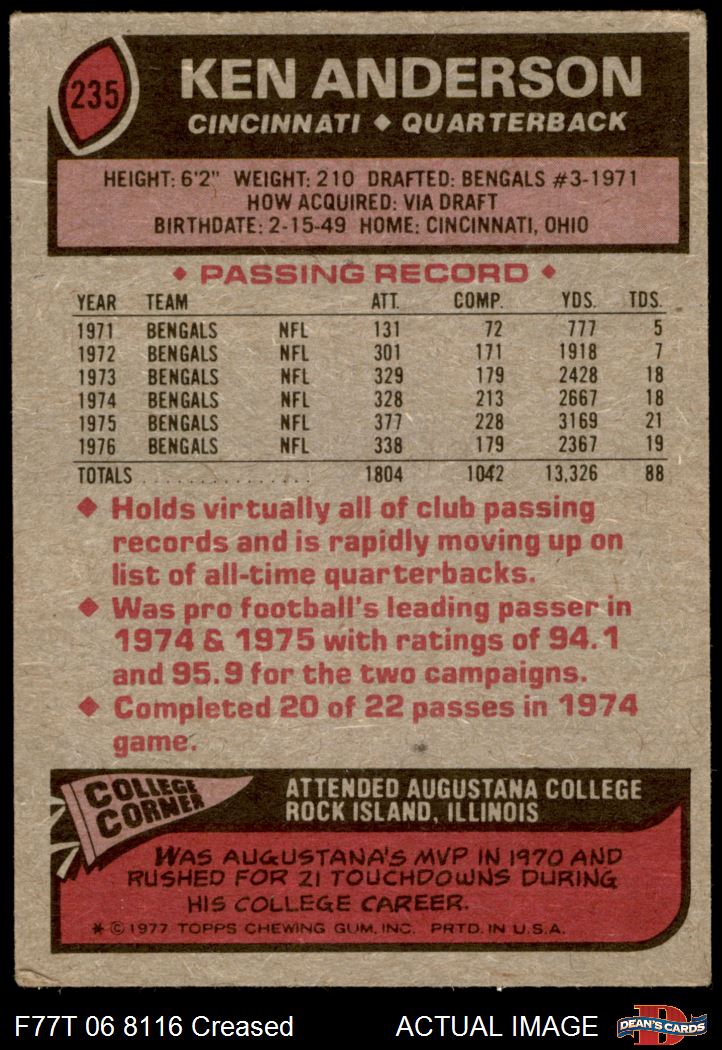 235
KEN ANDERSON
CINCINNATI ◆ QUARTERBACK
HEIGHT: 6'2" WEIGHT: 210 DRAFTED: BENGALS #3-1971
HOW ACQUIRED: VIA DRAFT
BIRTHDATE: 2-15-49 HOME: CINCINNATI, OHIO
◆ PASSING RECORD ◆
YEAR TEAM ATT. COMP. YDS. TDS.
1971 BENGALS NFL 131 72 777 5
1972 BENGALS NFL 301 171 1918 7
1973 BENGALS NFL 329 179 2428 18
1974 BENGALS NFL 328 213 2667 18
1975 BENGALS NFL 377 228 3169 21
1976 BENGALS NFL 338 179 2367 19
TOTALS . . . . . . . . . . . . . . . 1804 1042 13,326 88
◆ Holds virtually all of club passing
records and is rapidly moving up on
list of all-time quarterbacks.
◆ Was pro football's leading passer in
1974 & 1975 with ratings of 94.1
and 95.9 for the two campaigns.
◆ Completed 20 of 22 passes in 1974
game.
COLLEGE
CORNER
ATTENDED AUGUSTANA COLLEGE
ROCK ISLAND, ILLINOIS
WAS AUGUSTANA'S MVP IN 1970 AND
RUSHED FOR 21 TOUCHDOWNS DURING
HIS COLLEGE CAREER.
* © 1977 TOPPS CHEWING GUM, INC. PRTD. IN U.S.A.
F77T 06 8116 Creased ACTUAL IMAGE
D
DEAN'S CARDS